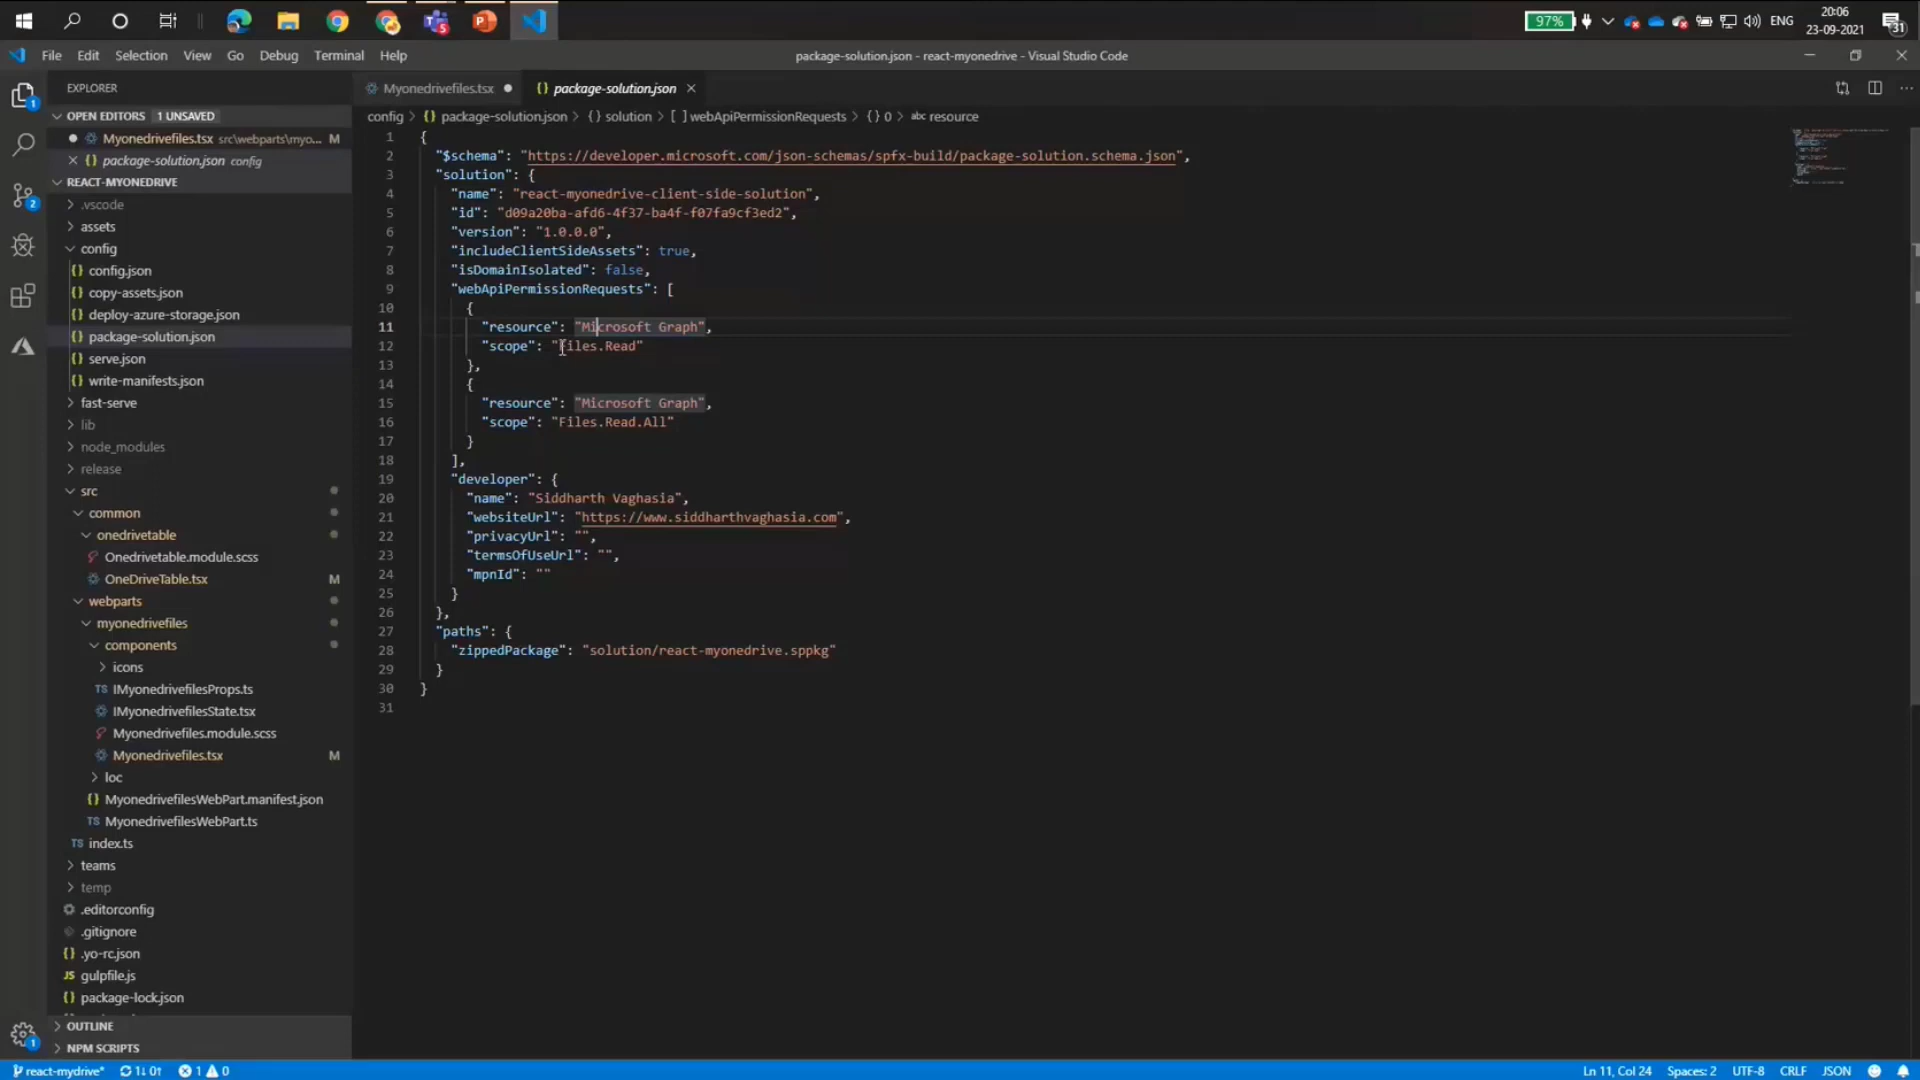 97%
ENG
20:06
23-09-2021
31
File Edit Selection View Go Debug Terminal Help
package-solution.json - react-myonedrive - Visual Studio Code
EXPLORER
OPEN EDITORS 1 UNSAVED
Myonedrivefiles.tsx src\webparts\myo... M
package-solution.json config
REACT-MYONEDRIVE
.vscode
assets
config
config.json
copy-assets.json
deploy-azure-storage.json
package-solution.json
serve.json
write-manifests.json
fast-serve
lib
node_modules
release
src
common
onedrivetable
Onedrivetable.module.scss
OneDriveTable.tsx M
webparts
myonedrivefiles
components
icons
TS IMyonedrivefilesProps.ts
IMyonedrivefilesState.tsx
Myonedrivefiles.module.scss
Myonedrivefiles.tsx M
loc
MyonedrivefilesWebPart.manifest.json
TS MyonedrivefilesWebPart.ts
TS index.ts
teams
temp
.editorconfig
.gitignore
.yo-rc.json
JS gulpfile.js
package-lock.json
OUTLINE
NPM SCRIPTS
Myonedrivefiles.tsx
package-solution.json
config > {} package-solution.json > {} solution > [ ] webApiPermissionRequests > {} 0 > abc resource
1 {
2 "$schema": "https://developer.microsoft.com/json-schemas/spfx-build/package-solution.schema.json",
3 "solution": {
4 "name": "react-myonedrive-client-side-solution",
5 "id": "d09a20ba-afd6-4f37-ba4f-f07fa9cf3ed2",
6 "version": "1.0.0.0",
7 "includeClientSideAssets": true,
8 "isDomainIsolated": false,
9 "webApiPermissionRequests": [
10 {
11 "resource": "Microsoft Graph",
12 "scope": "Files.Read"
13 },
14 {
15 "resource": "Microsoft Graph",
16 "scope": "Files.Read.All"
17 }
18 ],
19 "developer": {
20 "name": "Siddharth Vaghasia",
21 "websiteUrl": "https://www.siddharthvaghasia.com",
22 "privacyUrl": "",
23 "termsOfUseUrl": "",
24 "mpnId": ""
25 }
26 },
27 "paths": {
28 "zippedPackage": "solution/react-myonedrive.sppkg"
29 }
30 }
31
react-mydrive* 1↓ 0↑ 1 0
Ln 11, Col 24 Spaces: 2 UTF-8 CRLF JSON